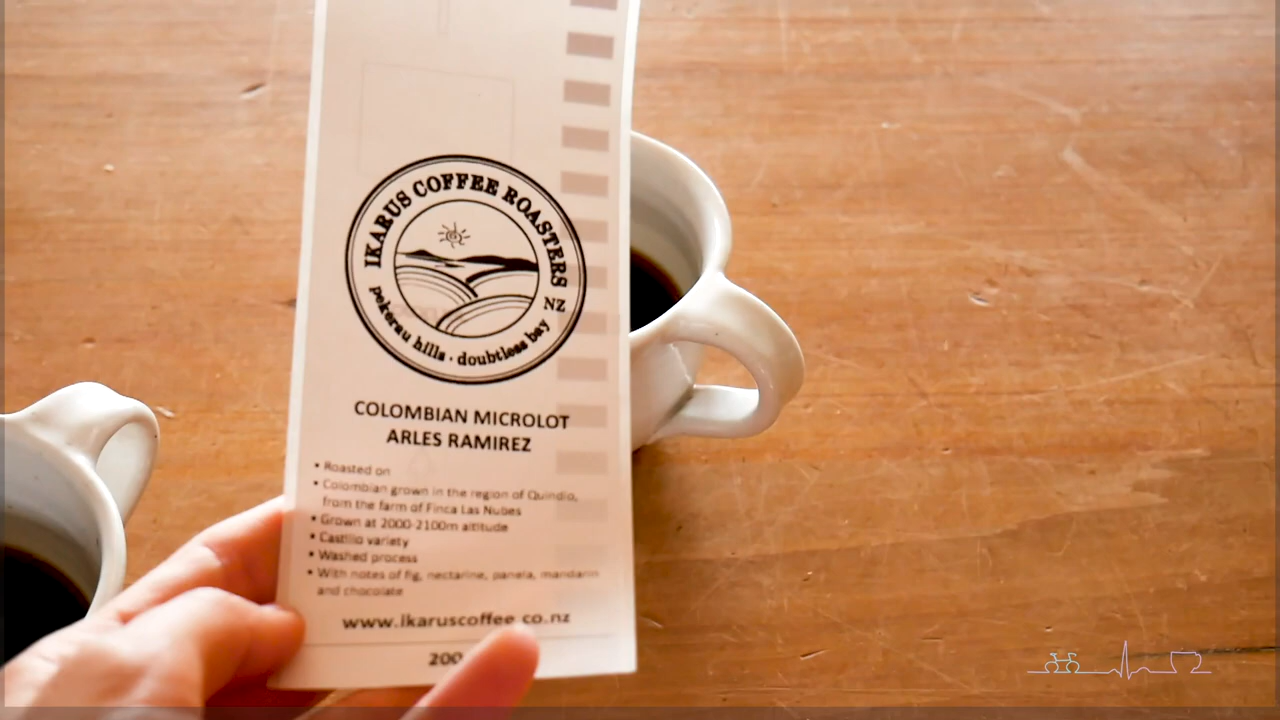 IKARUS COFFEE ROASTERS
NZ
pekerau hills · doubtless bay
COLOMBIAN MICROLOT
ARLES RAMIREZ
• Roasted on
• Colombian grown in the region of Quindio,
from the farm of Finca Las Nubes
• Grown at 2000-2100m altitude
• Castillo variety
• Washed process
• With notes of fig, nectarine, panela, mandarin
and chocolate
www.ikaruscoffee.co.nz
200